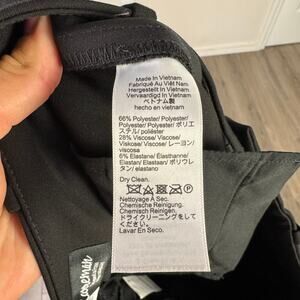 Made In Vietnam
Fabriqué Au Viêt Nam
Hergestellt In Vietnam
Vervaardigd In Vietnam
ベトナム製
hecho en vietnam
66% Polyester/Polyester/
Polyester/Polyester/ポリエ
ステル/poliéster
28% Viscose/Viscose/
Viskose/Viscose/レーヨン/
viscosa
6% Elastane/Élasthanne/
Elastan/Elastaan/ポリウレ
タン/elastano
Dry Clean.
Nettoyage À Sec.
Chemische Reinigung.
Chemisch Reinigen.
ドライクリーニングをしてく
ださい。
Lavar En Seco.